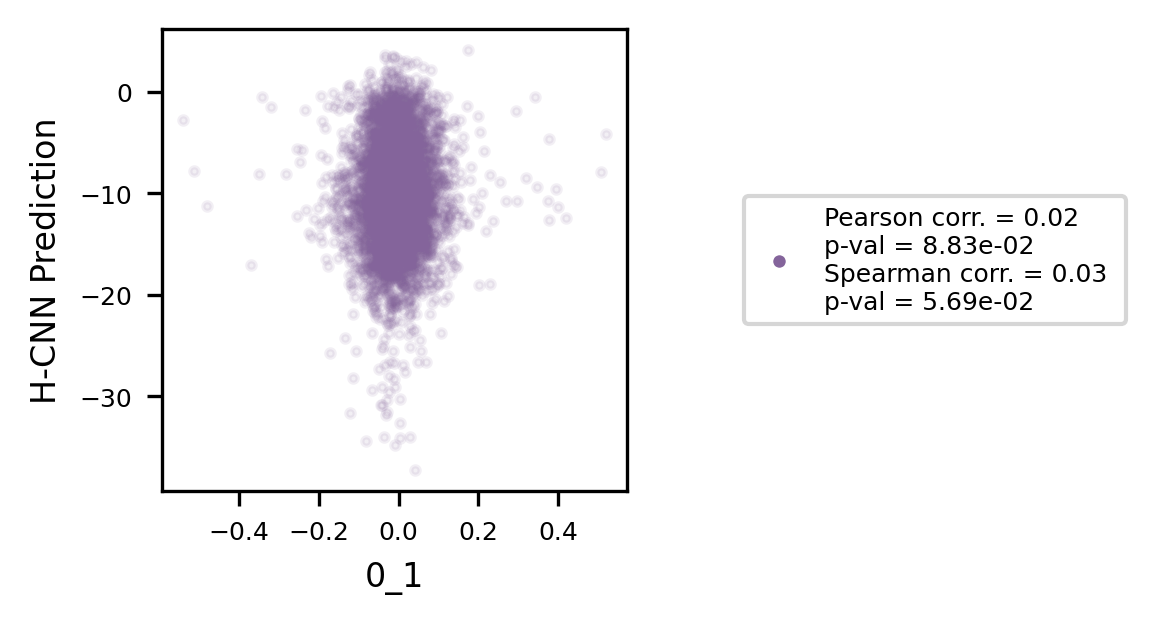 0
−10
−20
−30
H-CNN Prediction
−0.4 −0.2 0.0 0.2 0.4
0_1
Pearson corr. = 0.02
p-val = 8.83e-02
Spearman corr. = 0.03
p-val = 5.69e-02